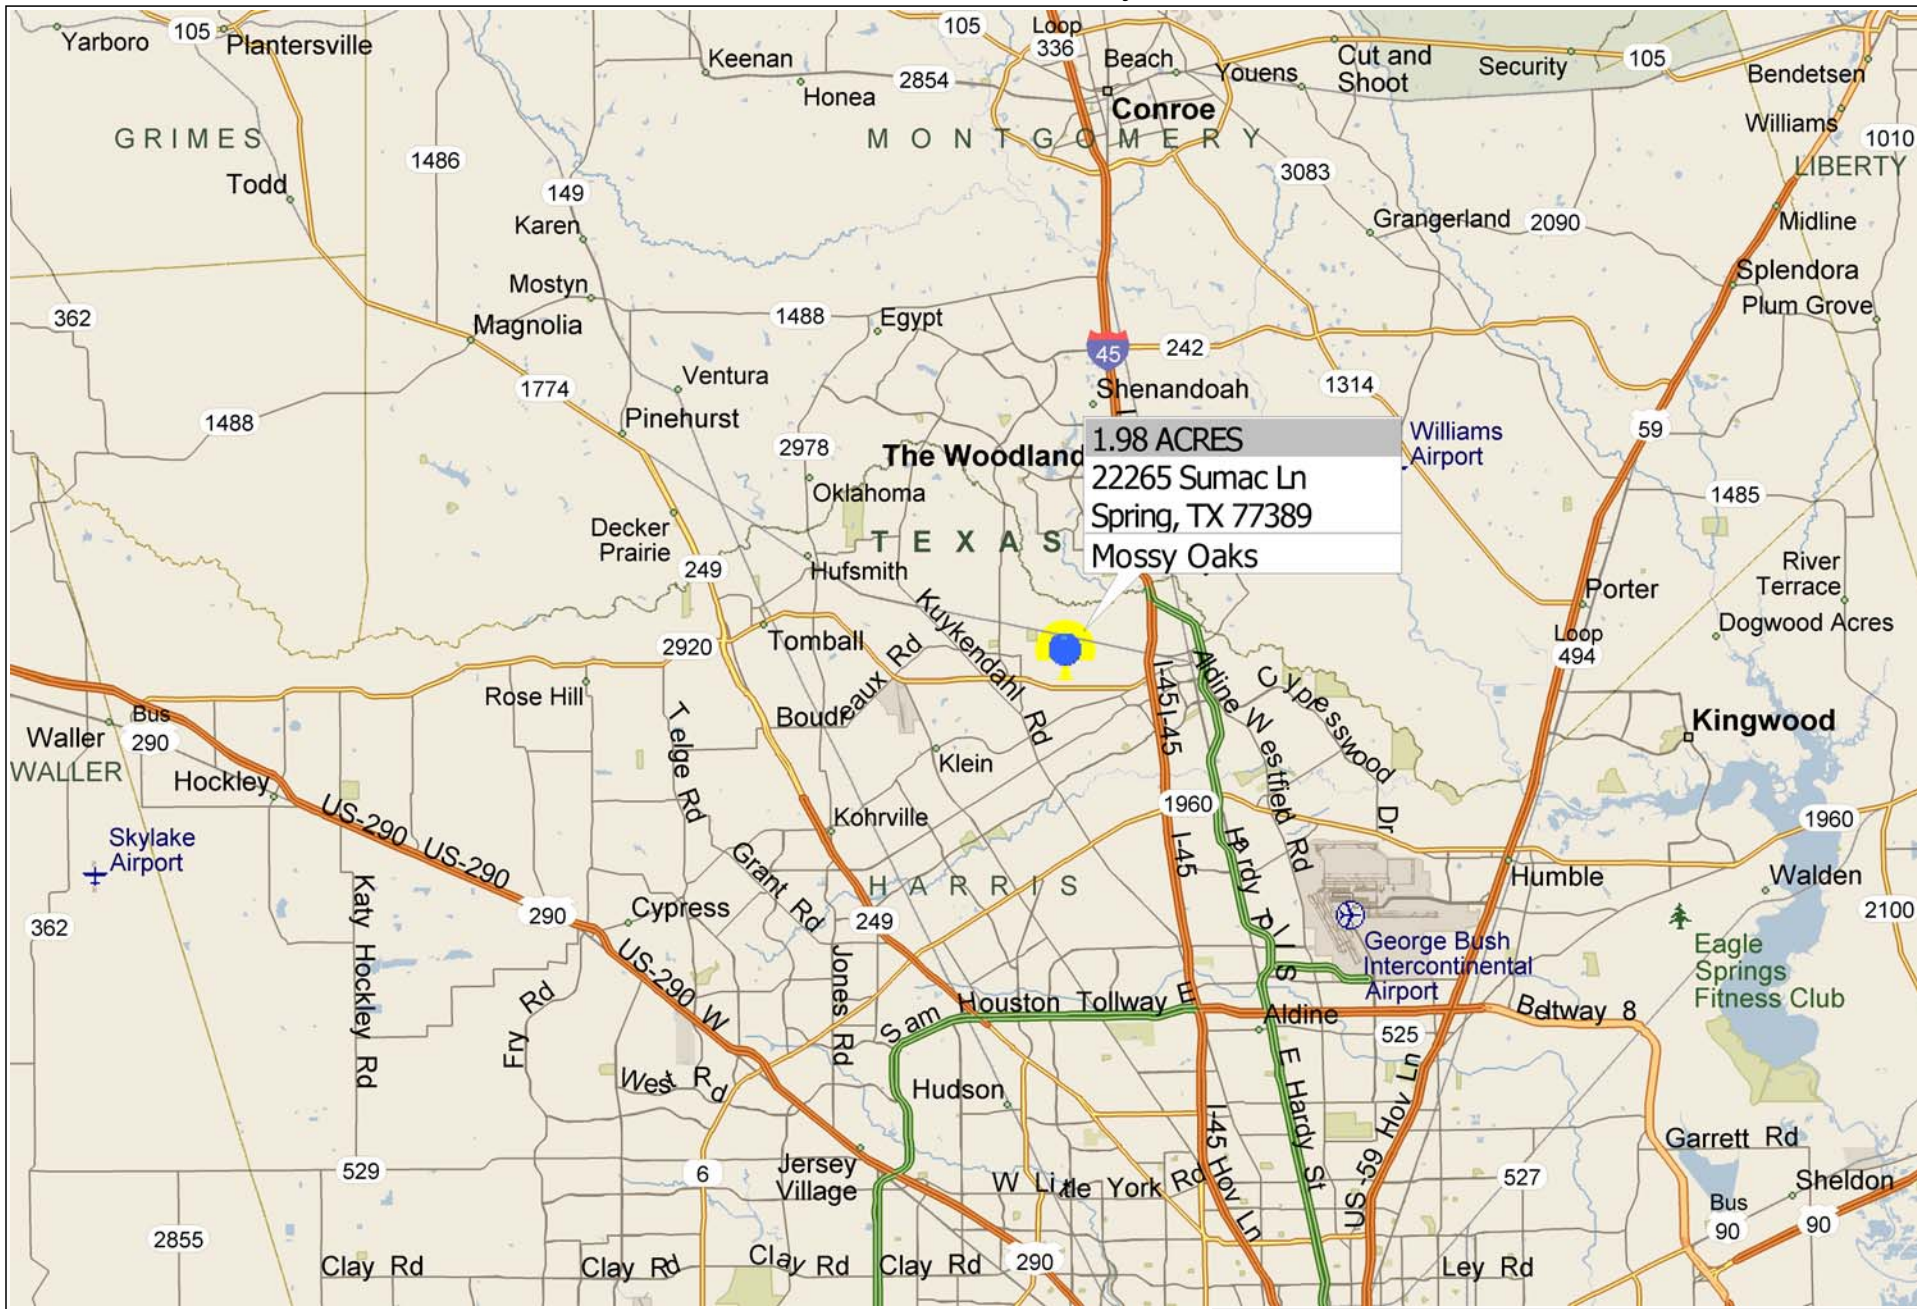 105
Yarboro
Plantersville
105
Loop
336
Keenan
Honea
2854
Beach
Youens
Cut and
Shoot
Security
105
Bendetsen
Conroe
Williams
1010
GRIMES
MONTGOMERY
LIBERTY
1486
149
3083
Todd
Karen
Grangerland
2090
Midline
Mostyn
Splendora
Plum Grove
362
Magnolia
1488
Egypt
45
242
1774
Ventura
Shenandoah
1314
1488
Pinehurst
2978
The Woodland
1.98 ACRES
22265 Sumac Ln
Spring, TX 77389
Mossy Oaks
Williams
Airport
59
Oklahoma
1485
Decker
Prairie
TEXAS
249
Hufsmith
River
Terrace
Kuykendahl Rd
Porter
2920
Tomball
Loop
494
Dogwood Acres
Rose Hill
Boudreaux Rd
I-45
I-45
Aldine Westfield Rd
Cypresswood Dr
Waller
Bus
290
WALLER
Hockley
Telge Rd
Klein
Kingwood
US-290
US-290
Kohrville
1960
1960
Skylake
Airport
Grant Rd
HARRIS
I-45
Hardy Toll
Humble
Walden
Katy Hockley Rd
362
290
Cypress
249
2100
George Bush
Intercontinental
Airport
Eagle
Springs
Fitness Club
US-290 W
Jones Rd
Fry Rd
Sam Houston Tollway E
Aldine
525
Beltway 8
West Rd
Hudson
E Hardy St
US-59 Hov Ln
Garrett Rd
529
6
Jersey
Village
W Little York Rd
I-45 Hov Ln
527
Sheldon
Bus
90
90
2855
Clay Rd
Clay Rd
Clay Rd
Clay Rd
290
Ley Rd